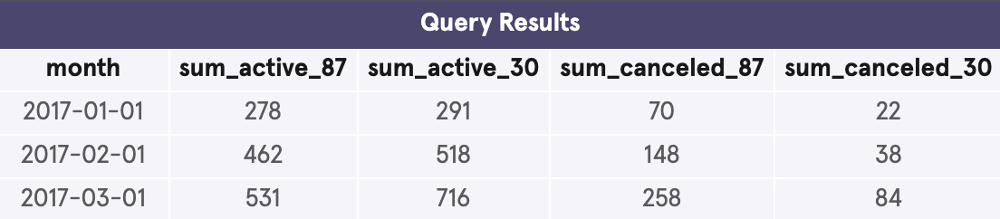 Query Results
month sum_active_87 sum_active_30 sum_canceled_87 sum_canceled_30
2017-01-01 278 291 70 22
2017-02-01 462 518 148 38
2017-03-01 531 716 258 84